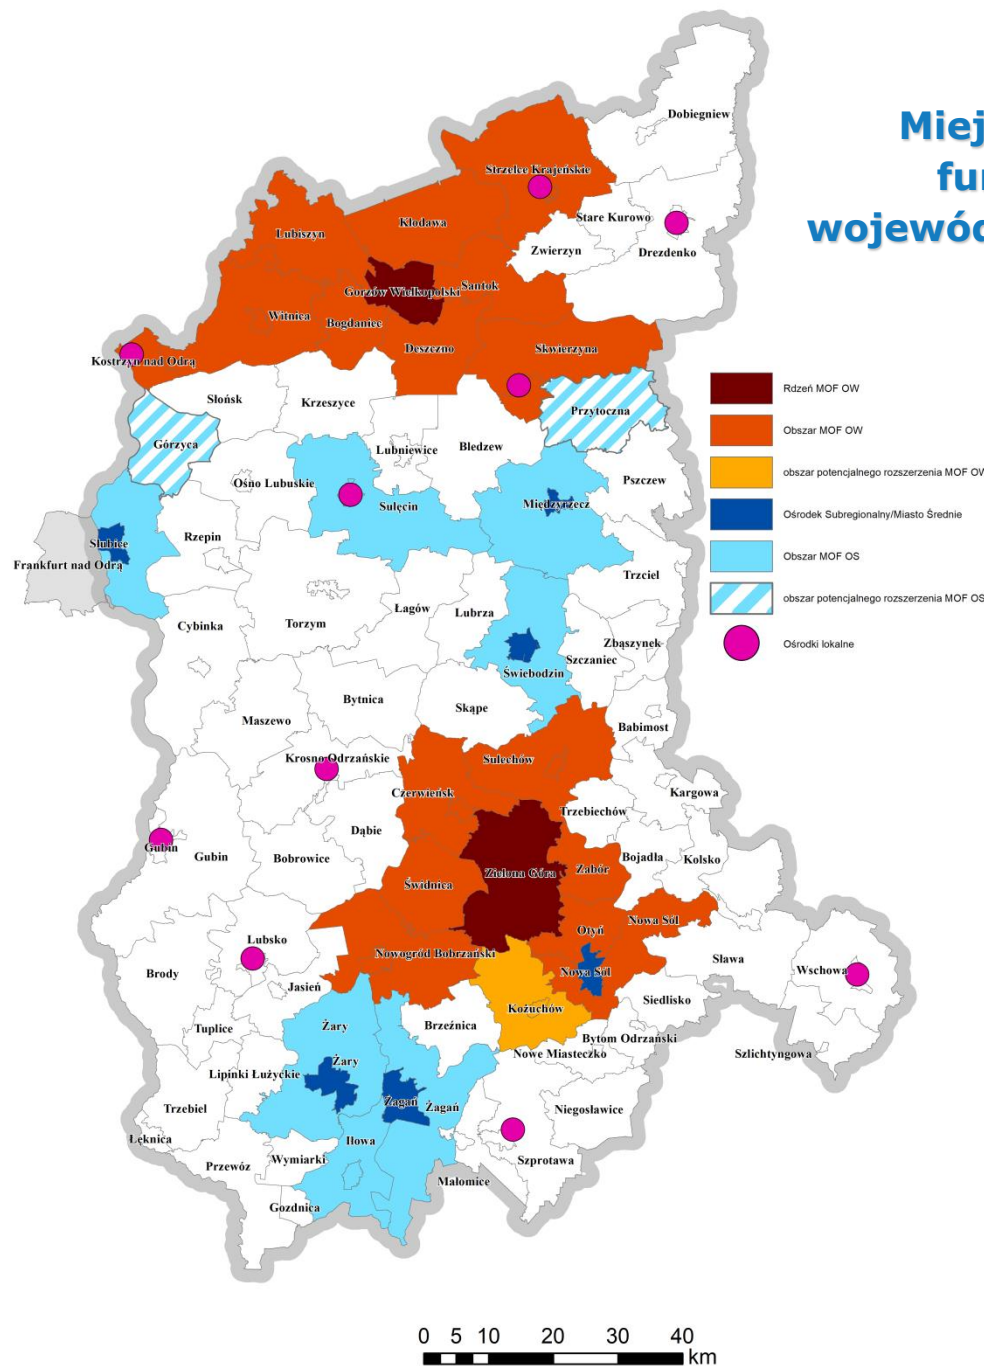 Miej
fur
wojewód
Dobiegniew
Strzelce Krajeńskie
Stare Kurowo
Kłodawa
Lubiszyn
Zwierzyn
Drezdenko
Santok
Gorzów Wielkopolski
Witnica
Bogdaniec
Deszczno
Skwierzyna
Kostrzyn nad Odrą
Rdzeń MOF OW
Słońsk
Krzeszyce
Przytoczna
Obszar MOF OW
Górzyca
Lubniewice
Bledzew
obszar potencjalnego rozszerzenia MOF OW
Ośno Lubuskie
Pszczew
Sulęcin
Międzyrzecz
Ośrodek Subregionalny/Miasto Średnie
Rzepin
Słubice
Obszar MOF OS
Frankfurt nad Odrą
Trzciel
obszar potencjalnego rozszerzenia MOF OS
Łagów
Lubrza
Cybinka
Torzym
Zbąszynek
Ośrodki lokalne
Szczaniec
Świebodzin
Bytnica
Skąpe
Maszewo
Babimost
Krosno Odrzańskie
Sulechów
Czerwieńsk
Kargowa
Trzebiechów
Dąbie
Gubin
Gubin
Bobrowice
Bojadła
Kolsko
Zielona Góra
Zabór
Świdnica
Nowa Sól
Otyń
Lubsko
Nowogród Bobrzański
Sława
Brody
Nowa Sól
Wschowa
Jasień
Siedlisko
Kożuchów
Żary
Brzeźnica
Tuplice
Bytom Odrzański
Nowe Miasteczko
Szlichtyngowa
Żary
Lipinki Łużyckie
Żagań
Żagań
Trzebiel
Niegosławice
Łęknica
Iłowa
Wymiarki
Szprotawa
Przewóz
Małomice
Gozdnica
0 5 10 20 30 40
km